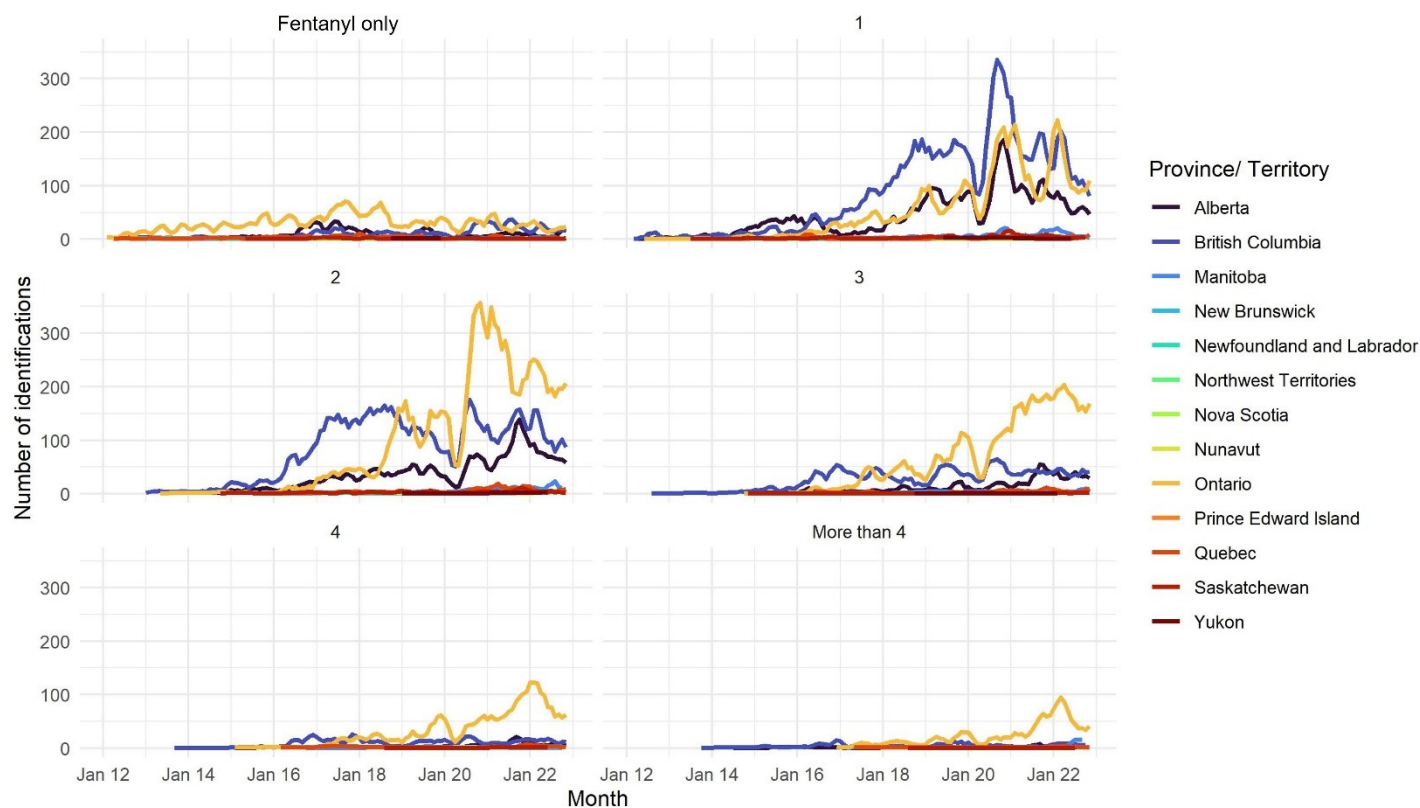 Fentanyl only
1
300
200
100
0
2
3
300
200
100
0
4
More than 4
300
200
100
0
Jan 12 Jan 14 Jan 16 Jan 18 Jan 20 Jan 22
Jan 12 Jan 14 Jan 16 Jan 18 Jan 20 Jan 22
Month
Number of identifications
Province/ Territory
Alberta
British Columbia
Manitoba
New Brunswick
Newfoundland and Labrador
Northwest Territories
Nova Scotia
Nunavut
Ontario
Prince Edward Island
Quebec
Saskatchewan
Yukon